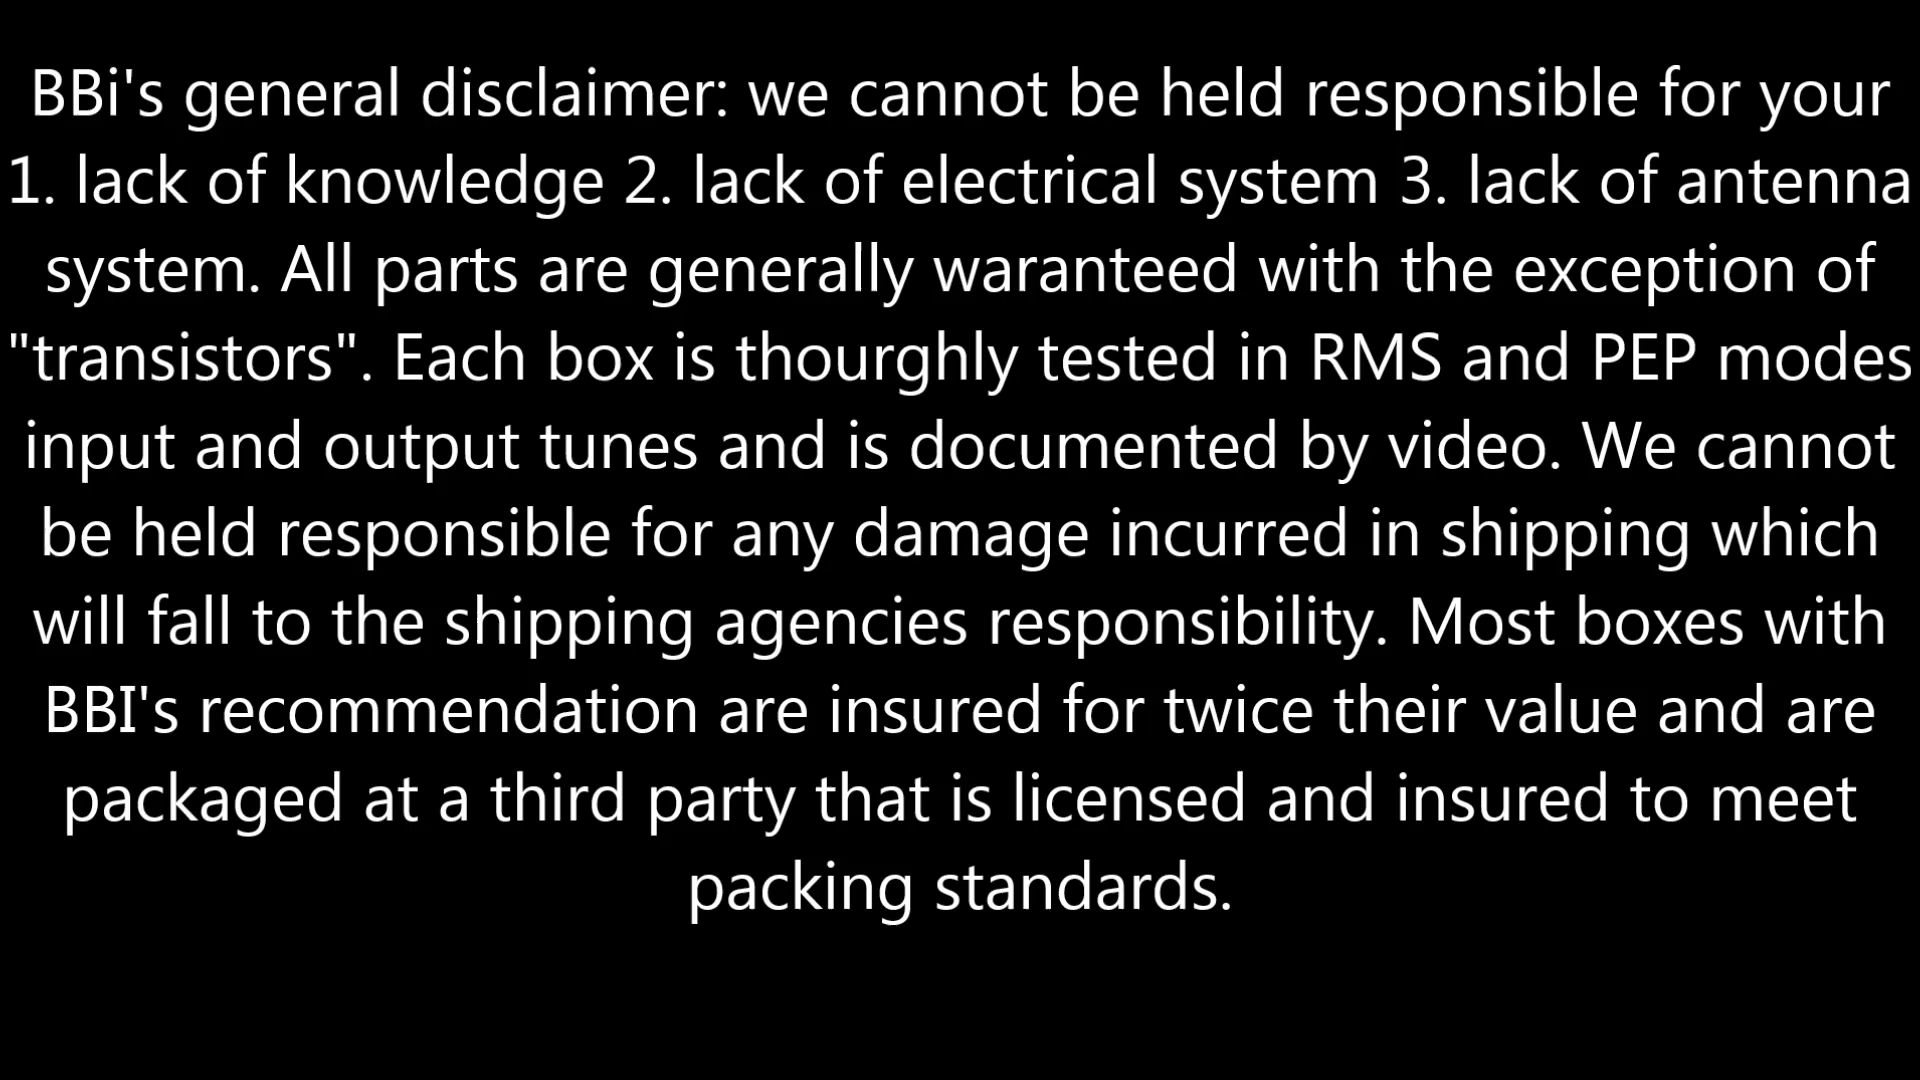 BBi's general disclaimer: we cannot be held responsible for your
1. lack of knowledge 2. lack of electrical system 3. lack of antenna
system. All parts are generally waranteed with the exception of
"transistors". Each box is thourghly tested in RMS and PEP modes
input and output tunes and is documented by video. We cannot
be held responsible for any damage incurred in shipping which
will fall to the shipping agencies responsibility. Most boxes with
BBI's recommendation are insured for twice their value and are
packaged at a third party that is licensed and insured to meet
packing standards.